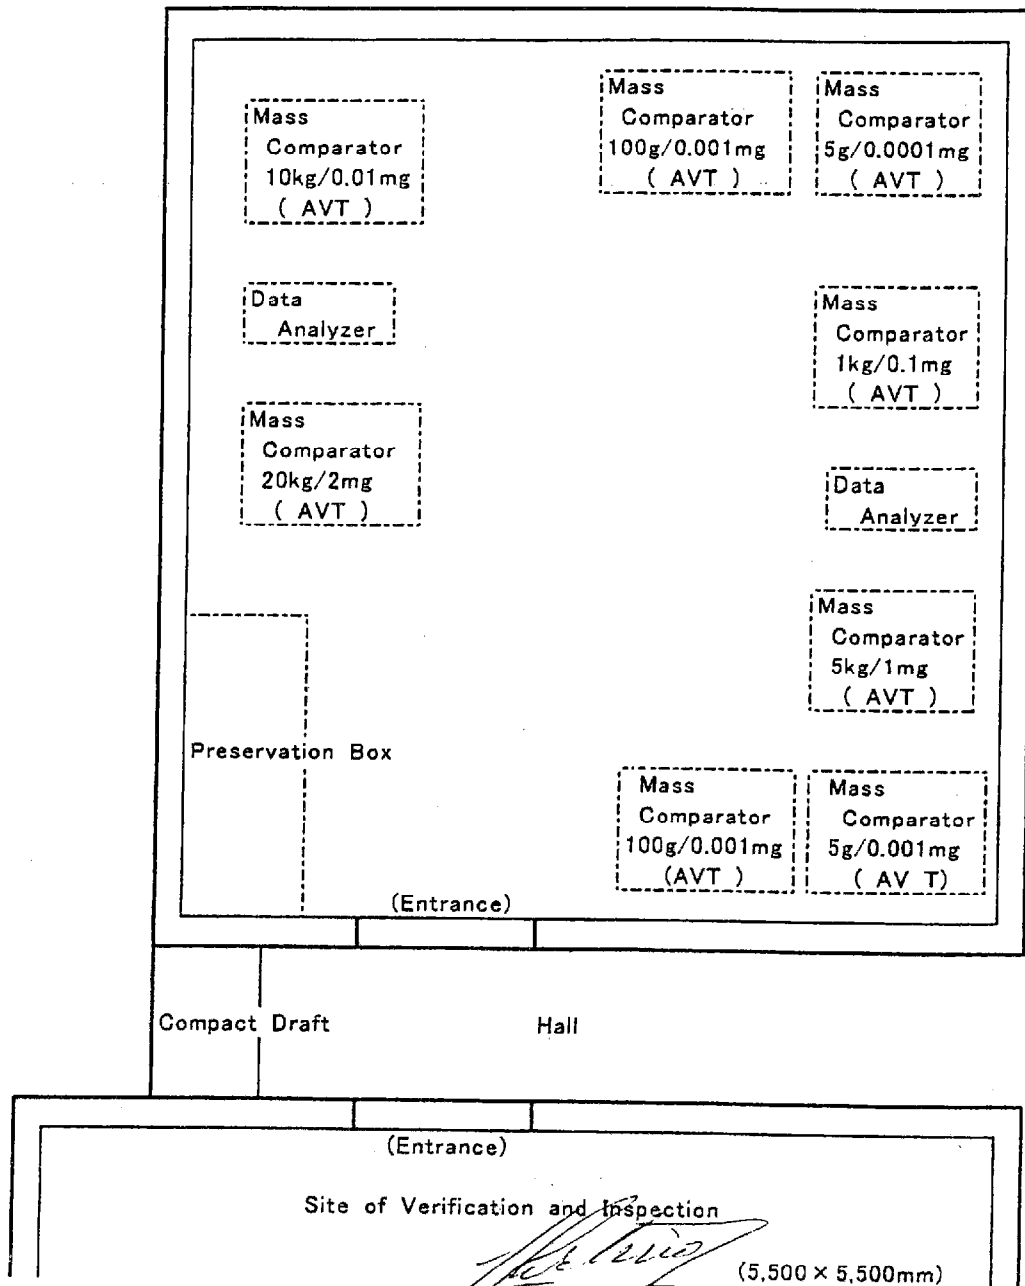 Mass
Comparator
10kg/0.01mg
( AVT )
Mass
Comparator
100g/0.001mg
( AVT )
Mass
Comparator
5g/0.0001mg
( AVT )
Data
Analyzer
Mass
Comparator
1kg/0.1mg
( AVT )
Mass
Comparator
20kg/2mg
( AVT )
Data
Analyzer
Mass
Comparator
5kg/1mg
( AVT )
Preservation Box
Mass
Comparator
100g/0.001mg
(AVT )
Mass
Comparator
5g/0.001mg
( AV T)
(Entrance)
Compact Draft
Hall
(Entrance)
Site of Verification and Inspection
(5,500 × 5,500mm)